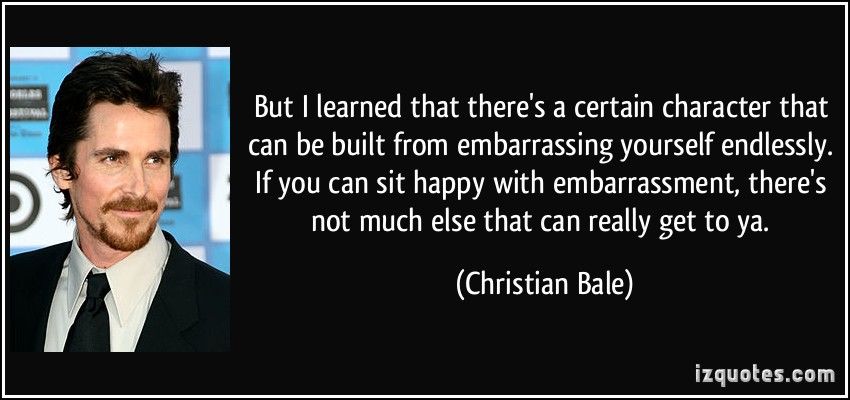 But I learned that there's a certain character that
can be built from embarrassing yourself endlessly.
If you can sit happy with embarrassment, there's
not much else that can really get to ya.
(Christian Bale)
izquotes.com